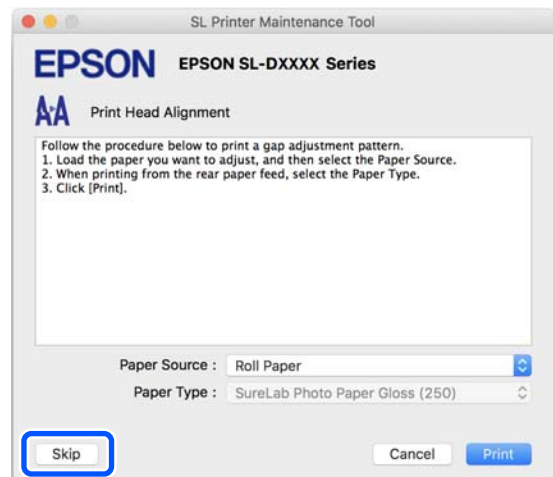 SL Printer Maintenance Tool
EPSON EPSON SL-DXXXX Series
A▸A Print Head Alignment
Follow the procedure below to print a gap adjustment pattern.
1. Load the paper you want to adjust, and then select the Paper Source.
2. When printing from the rear paper feed, select the Paper Type.
3. Click [Print].
Paper Source : Roll Paper
Paper Type : SureLab Photo Paper Gloss (250)
Skip Cancel Print